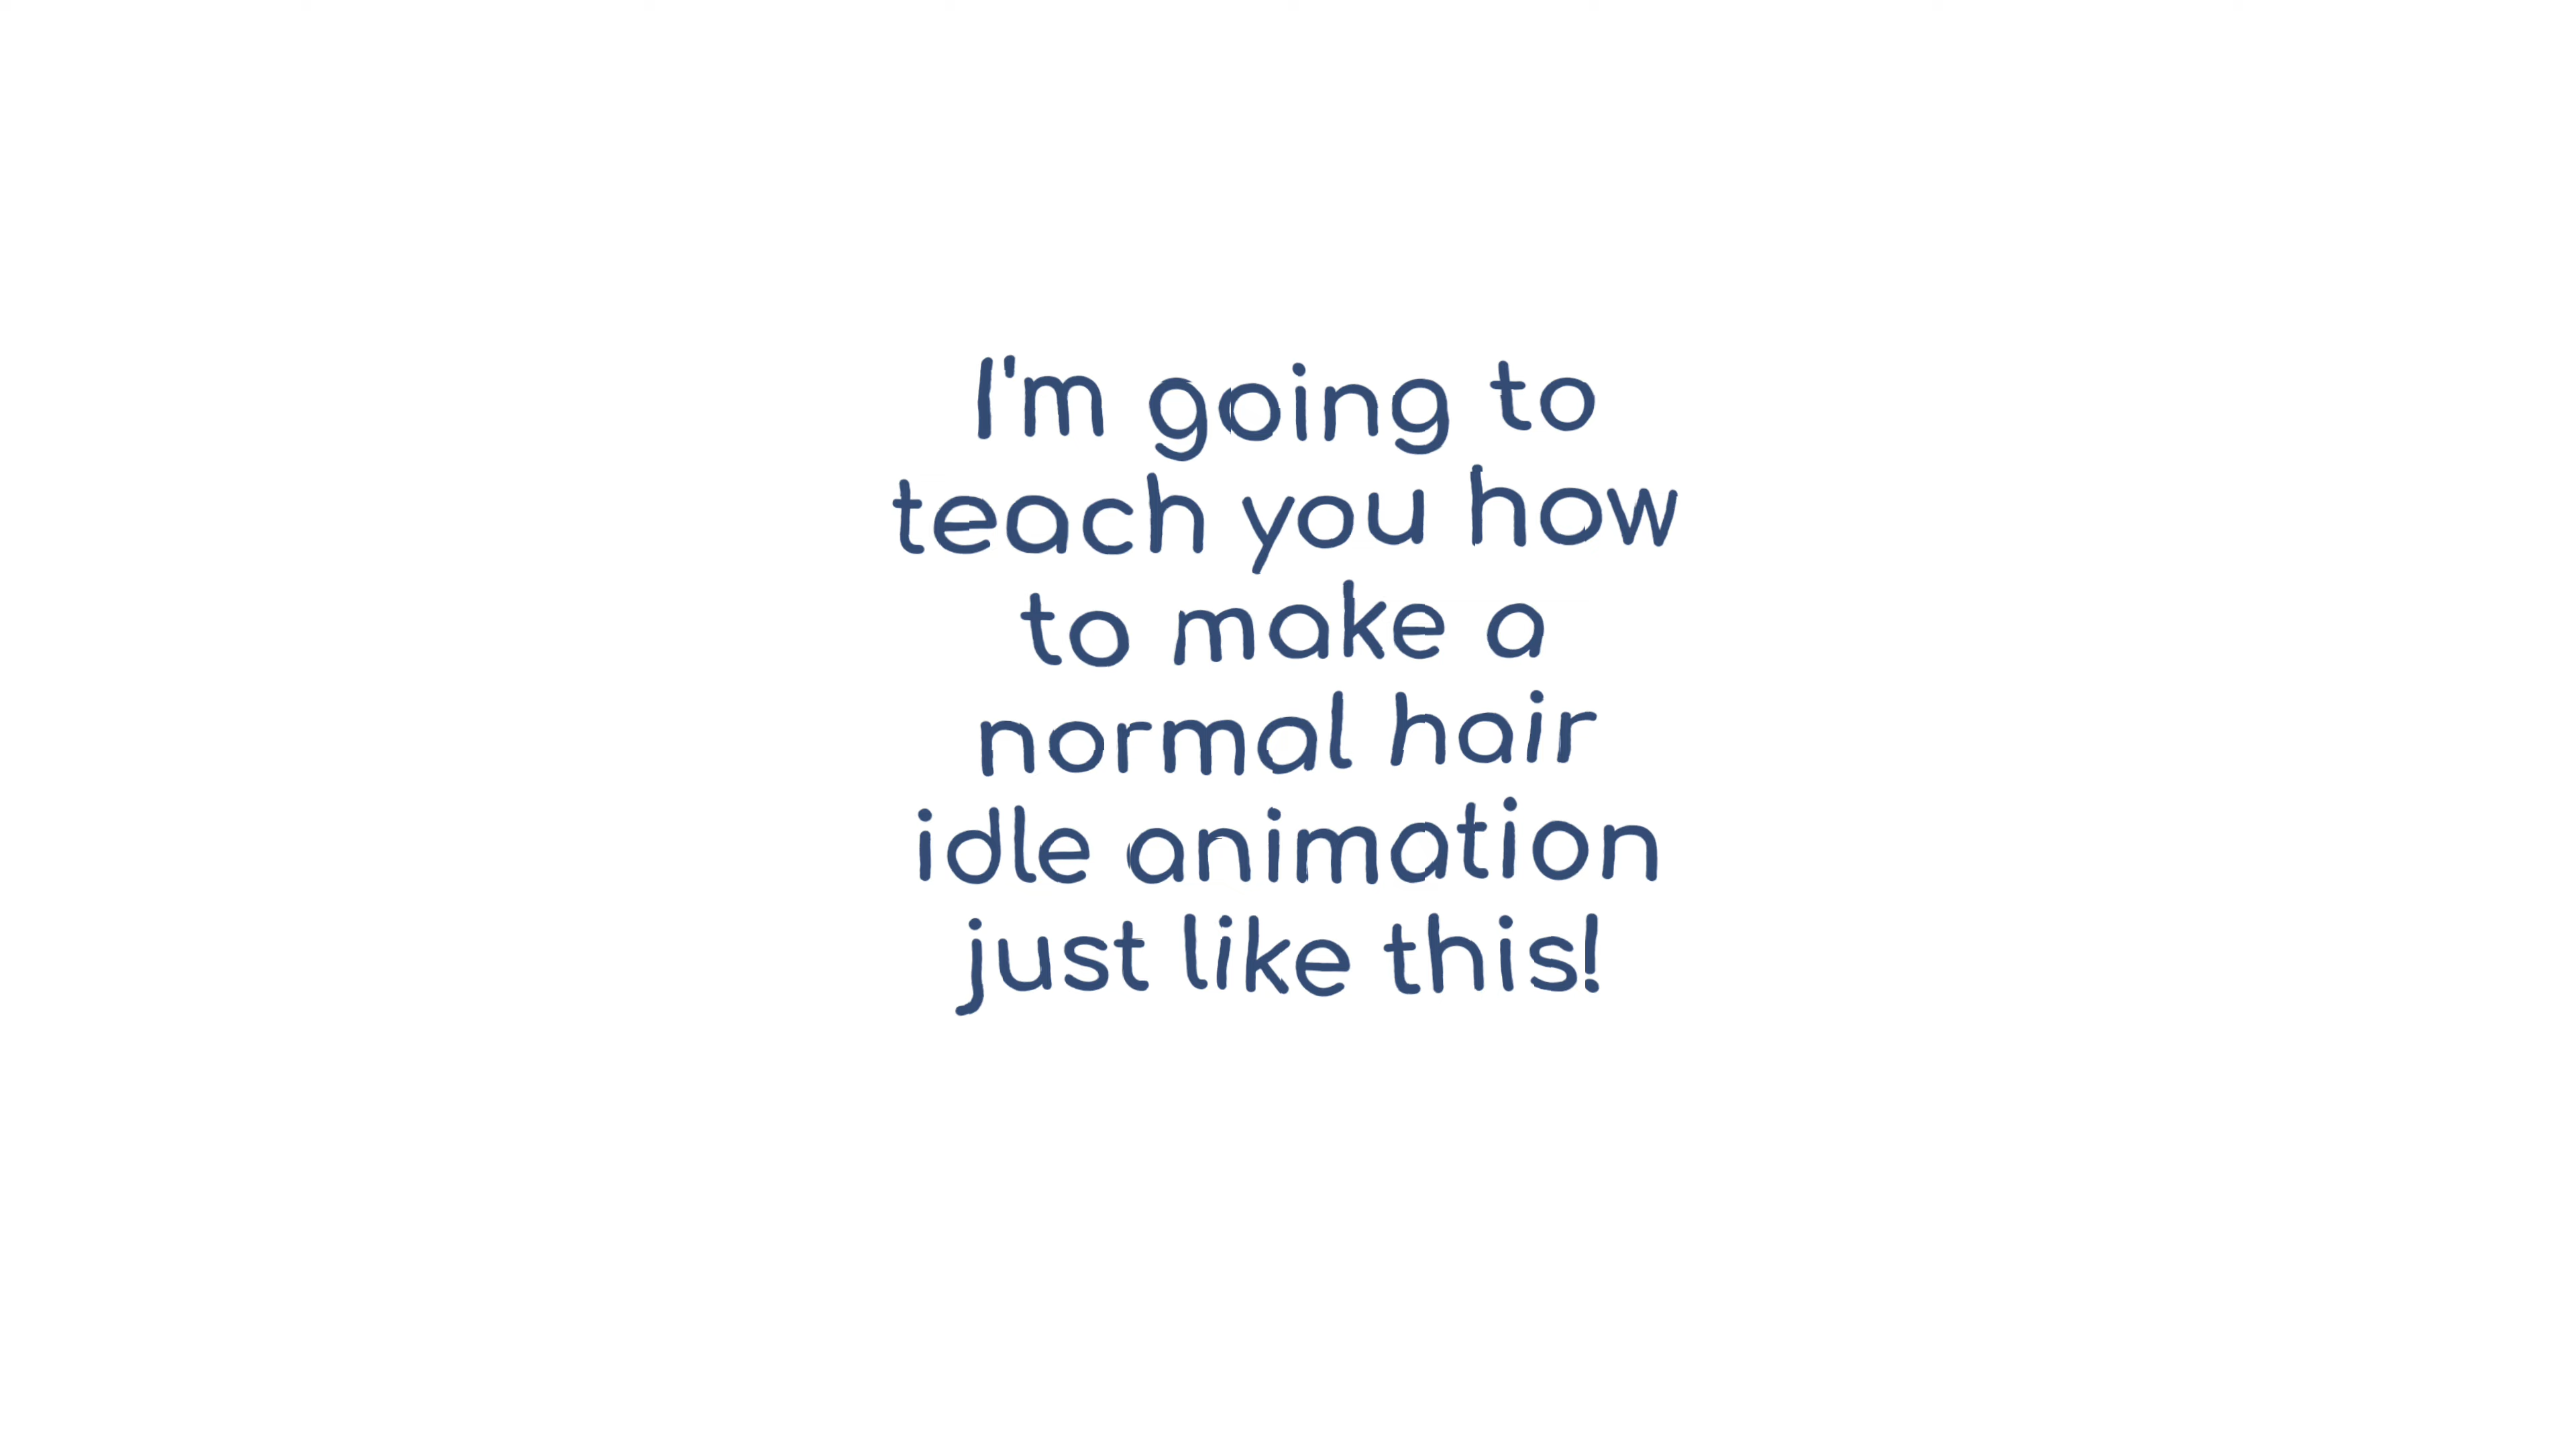 I'm going to
teach you how
to make a
normal hair
idle animation
just like this!